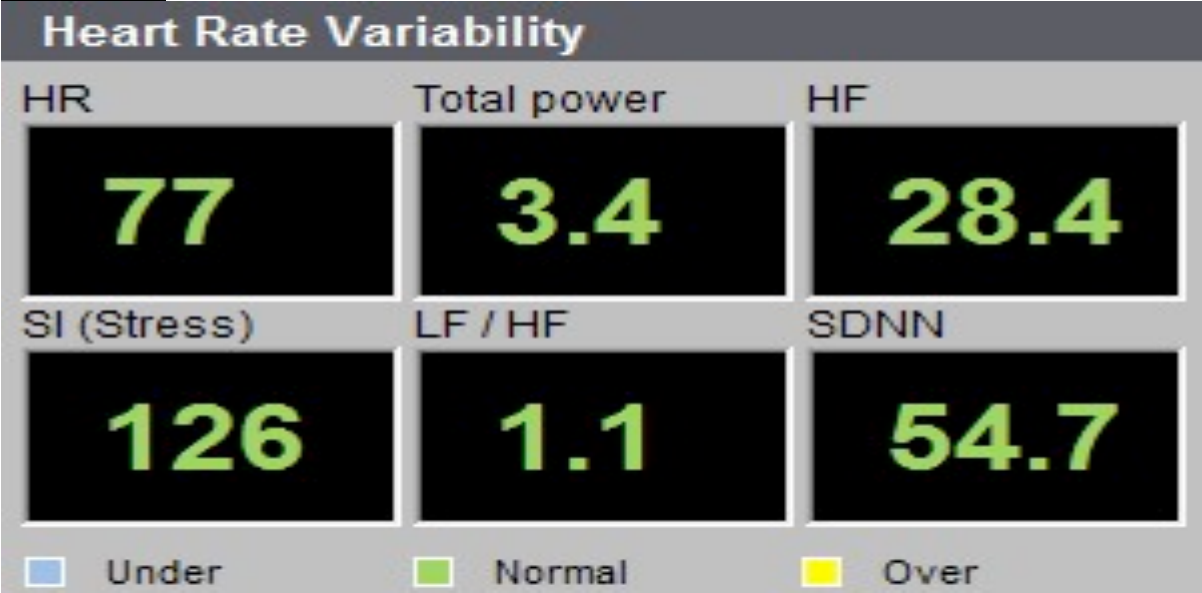 Heart Rate Variability
HR Total power HF
77 3.4 28.4
SI (Stress) LF / HF SDNN
126 1.1 54.7
Under Normal Over